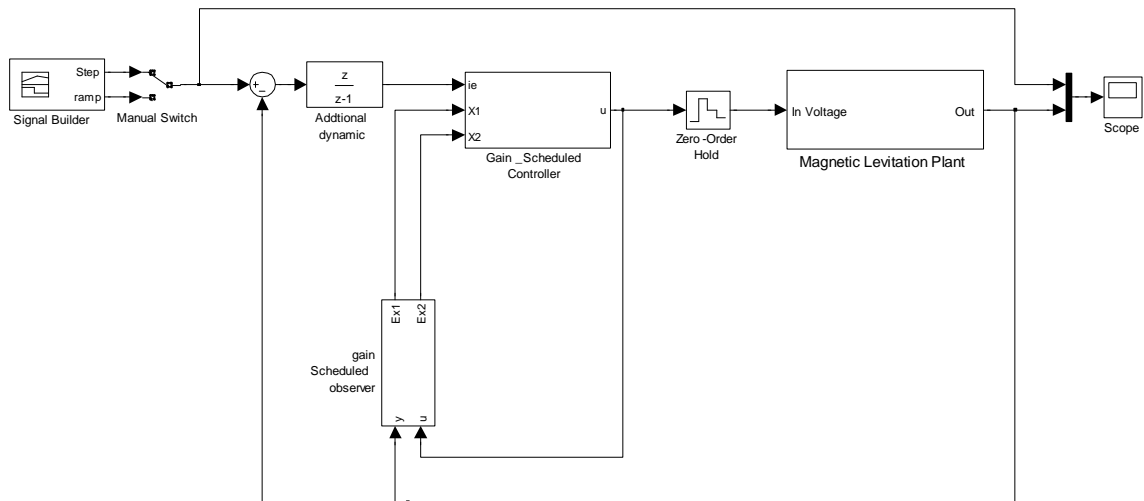 Step
ramp
Signal Builder
Manual Switch
+
−
z
z-1
Addtional
dynamic
ie
X1
X2
u
Gain _Scheduled
Controller
Zero -Order
Hold
In Voltage
Out
Magnetic Levitation Plant
Scope
Ex1
Ex2
y
u
gain
Scheduled
observer